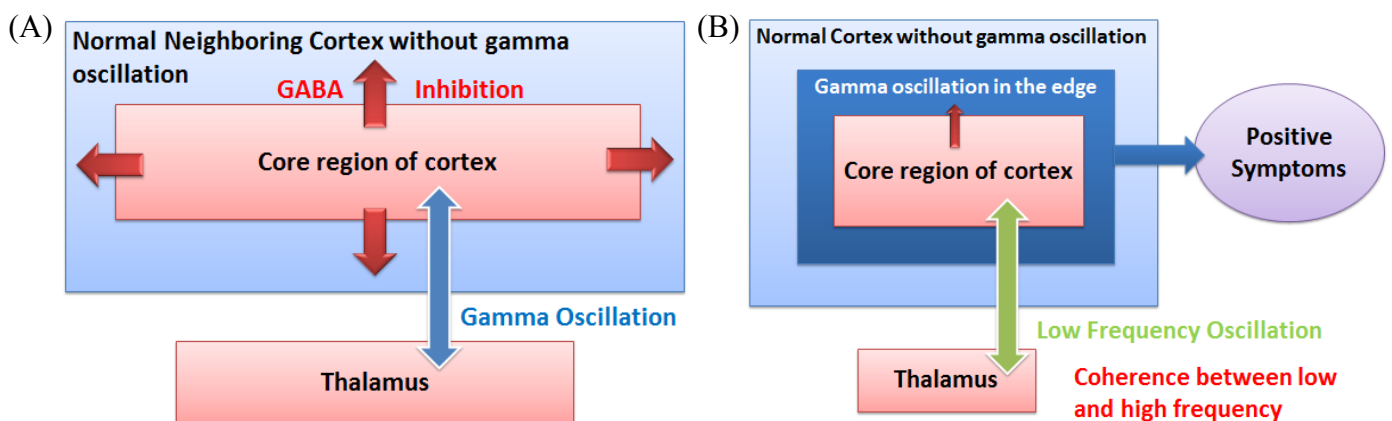 (A)
Normal Neighboring Cortex without gamma
oscillation
GABA Inhibition
Core region of cortex
Gamma Oscillation
Thalamus
(B)
Normal Cortex without gamma oscillation
Gamma oscillation in the edge
Core region of cortex
Positive
Symptoms
Low Frequency Oscillation
Thalamus
Coherence between low
and high frequency